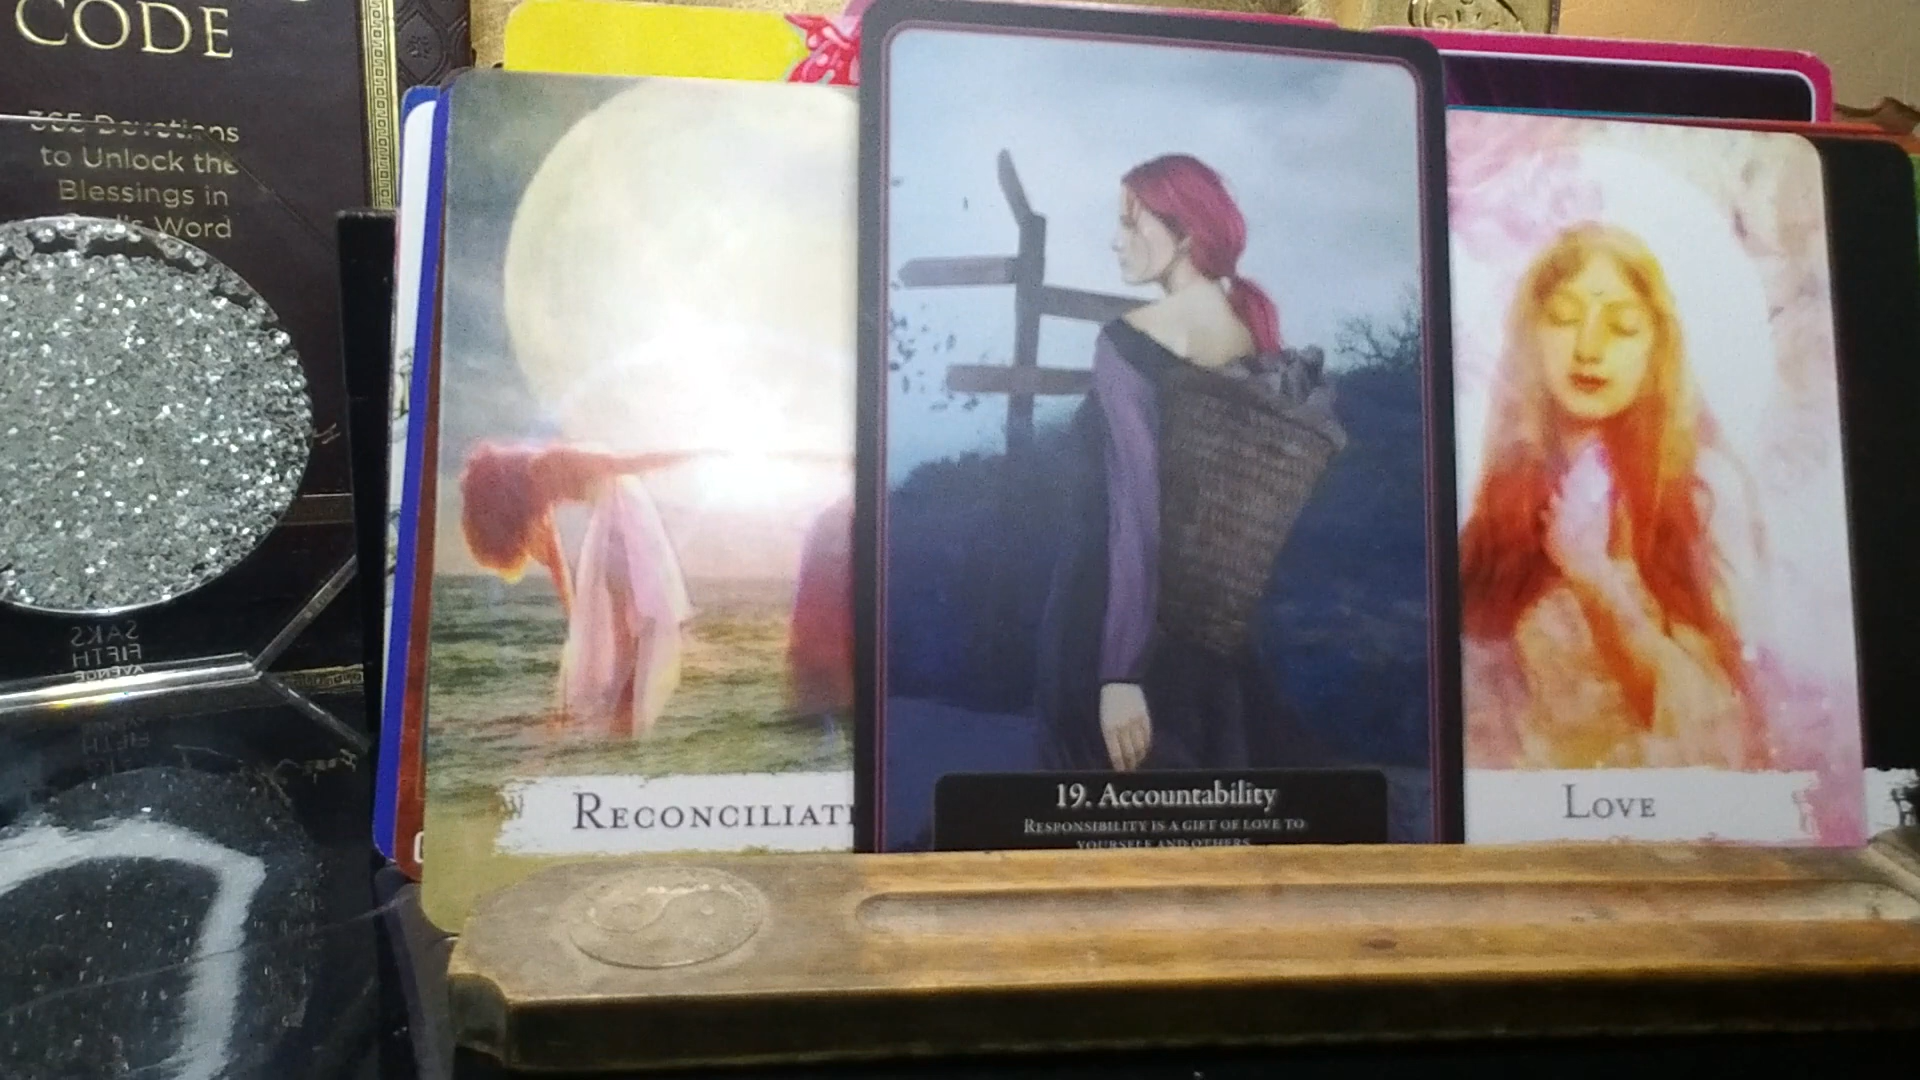 CODE
365 Devotions
to Unlock the
Blessings in
Word
SAKS
FIFTH
AVENUE
RECONCILIATI
19. Accountability
RESPONSIBILITY IS A GIFT OF LOVE TO
YOURSELF AND OTHERS
LOVE